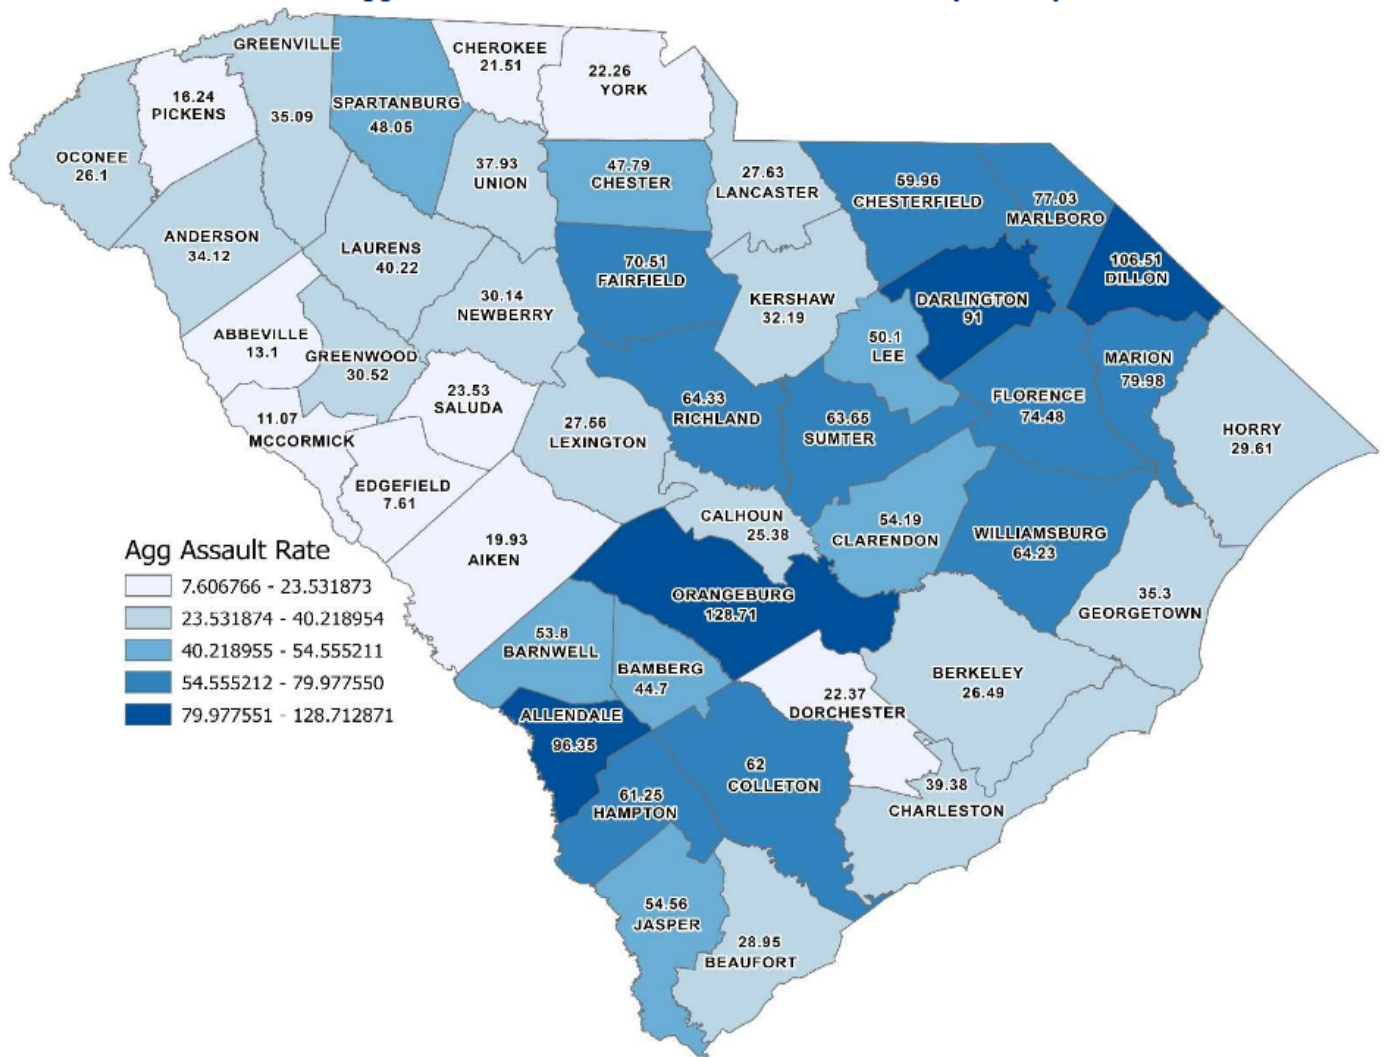 GREENVILLE
35.09
CHEROKEE
21.51
22.26
YORK
16.24
PICKENS
SPARTANBURG
48.05
OCONEE
26.1
37.93
UNION
47.79
CHESTER
27.63
LANCASTER
59.96
CHESTERFIELD
77.03
MARLBORO
ANDERSON
34.12
LAURENS
40.22
70.51
FAIRFIELD
106.51
DILLON
30.14
NEWBERRY
KERSHAW
32.19
DARLINGTON
91
ABBEVILLE
13.1
GREENWOOD
30.52
50.1
LEE
MARION
79.98
23.53
SALUDA
64.33
RICHLAND
63.65
SUMTER
FLORENCE
74.48
11.07
MCCORMICK
27.56
LEXINGTON
HORRY
29.61
EDGEFIELD
7.61
CALHOUN
25.38
54.19
CLARENDON
WILLIAMSBURG
64.23
19.93
AIKEN
Agg Assault Rate
7.606766 - 23.531873
23.531874 - 40.218954
40.218955 - 54.555211
54.555212 - 79.977550
79.977551 - 128.712871
ORANGEBURG
128.71
35.3
GEORGETOWN
53.8
BARNWELL
BAMBERG
44.7
BERKELEY
26.49
22.37
DORCHESTER
ALLENDALE
96.35
62
COLLETON
39.38
CHARLESTON
61.25
HAMPTON
54.56
JASPER
28.95
BEAUFORT